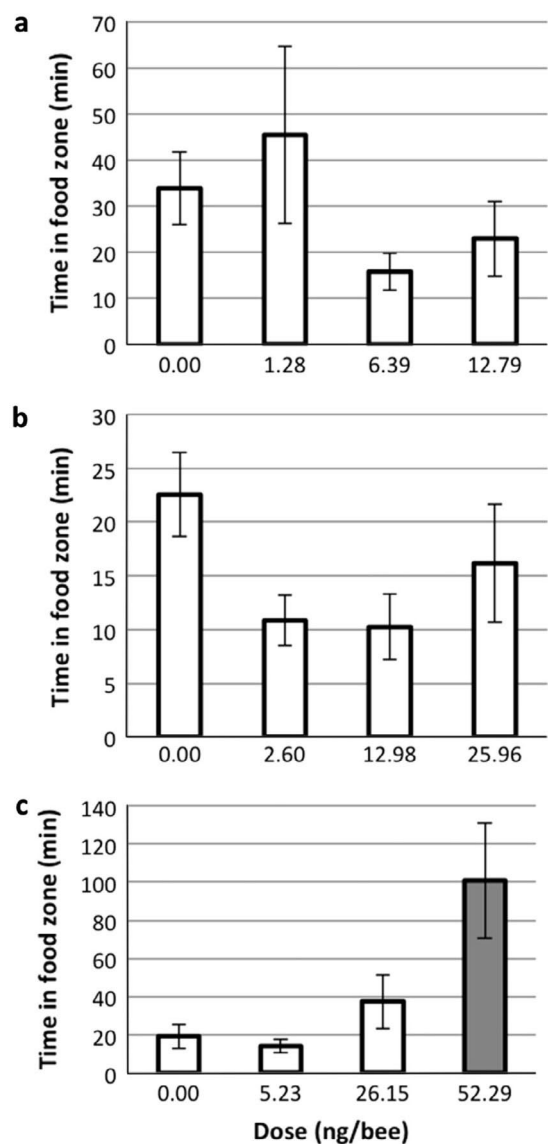 a
Time in food zone (min)
70
60
50
40
30
20
10
0
0.00 1.28 6.39 12.79
b
Time in food zone (min)
30
25
20
15
10
5
0
0.00 2.60 12.98 25.96
c
Time in food zone (min)
140
120
100
80
60
40
20
0
0.00 5.23 26.15 52.29
Dose (ng/bee)